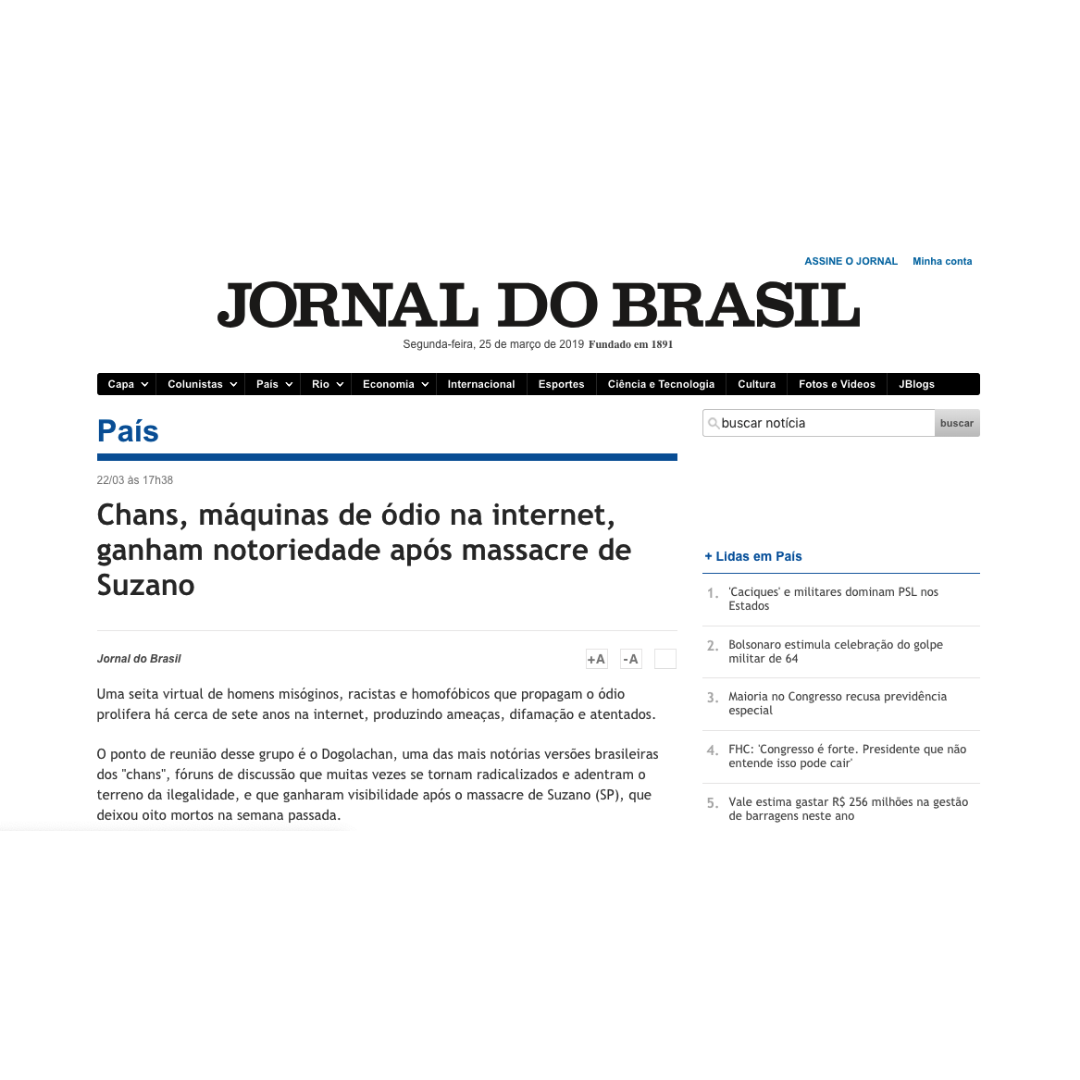 ASSINE O JORNAL Minha conta
JORNAL DO BRASIL
Segunda-feira, 25 de março de 2019 Fundado em 1891
Capa Colunistas País Rio Economia Internacional Esportes Ciência e Tecnologia Cultura Fotos e Videos JBlogs
País
buscar notícia buscar
22/03 às 17h38
Chans, máquinas de ódio na internet,
ganham notoriedade após massacre de
Suzano
Jornal do Brasil
+A -A
Uma seita virtual de homens misóginos, racistas e homofóbicos que propagam o ódio
prolifera há cerca de sete anos na internet, produzindo ameaças, difamação e atentados.
O ponto de reunião desse grupo é o Dogolachan, uma das mais notórias versões brasileiras
dos "chans", fóruns de discussão que muitas vezes se tornam radicalizados e adentram o
terreno da ilegalidade, e que ganharam visibilidade após o massacre de Suzano (SP), que
deixou oito mortos na semana passada.
+ Lidas em País
1. 'Caciques' e militares dominam PSL nos
Estados
2. Bolsonaro estimula celebração do golpe
militar de 64
3. Maioria no Congresso recusa previdência
especial
4. FHC: 'Congresso é forte. Presidente que não
entende isso pode cair'
5. Vale estima gastar R$ 256 milhões na gestão
de barragens neste ano